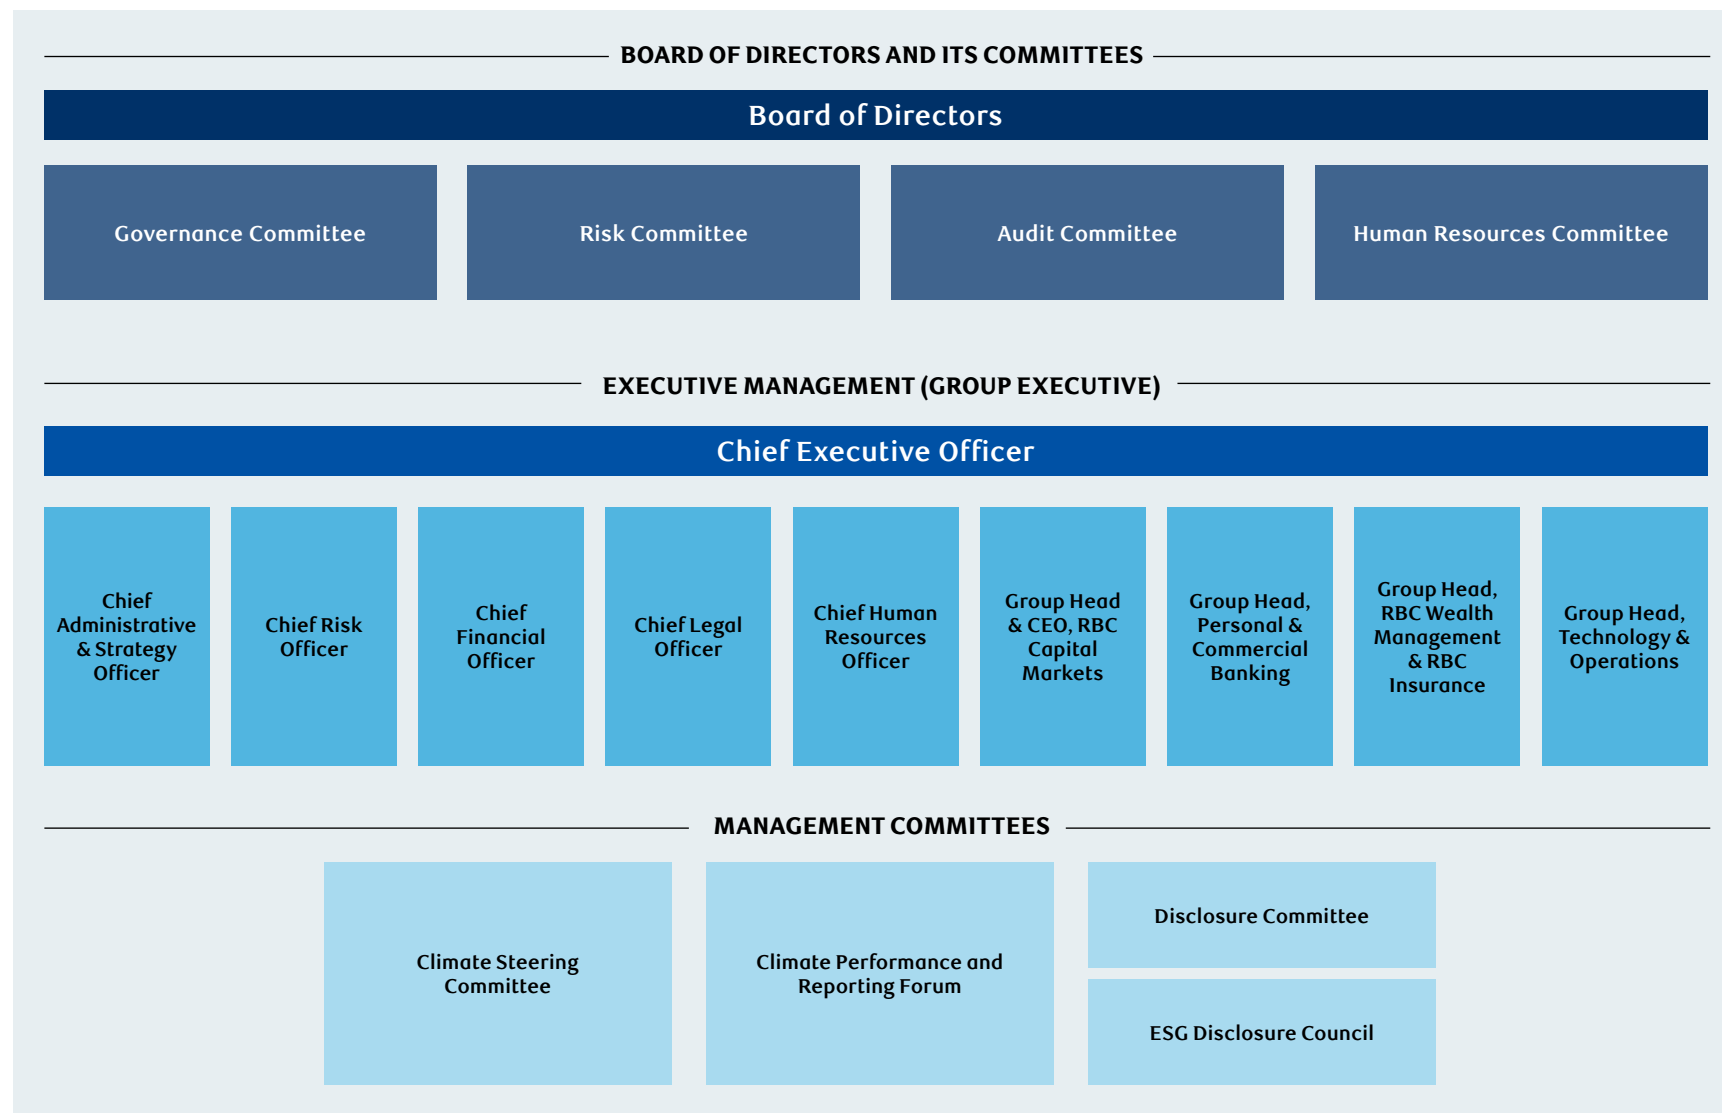 BOARD OF DIRECTORS AND ITS COMMITTEES
Board of Directors
Governance Committee
Risk Committee
Audit Committee
Human Resources Committee
EXECUTIVE MANAGEMENT (GROUP EXECUTIVE)
Chief Executive Officer
Chief
Administrative
& Strategy
Officer
Chief Risk
Officer
Chief
Financial
Officer
Chief Legal
Officer
Chief Human
Resources
Officer
Group Head
& CEO, RBC
Capital
Markets
Group Head,
Personal &
Commercial
Banking
Group Head,
RBC Wealth
Management
& RBC
Insurance
Group Head,
Technology &
Operations
MANAGEMENT COMMITTEES
Climate Steering
Committee
Climate Performance and
Reporting Forum
Disclosure Committee
ESG Disclosure Council